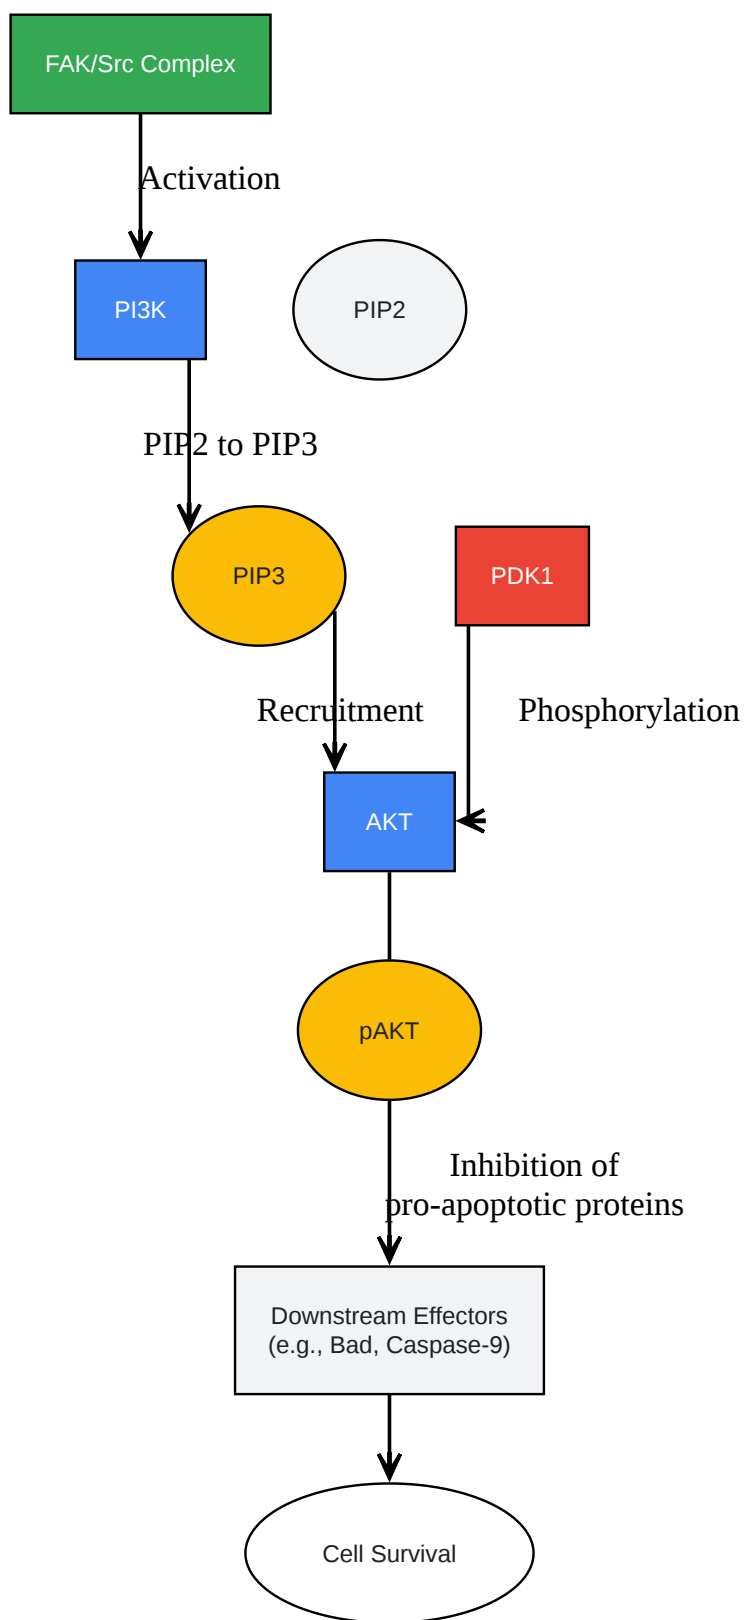 FAK/Src Complex
Activation
PI3K
PIP2
PIP2 to PIP3
PIP3
PDK1
Recruitment
Phosphorylation
AKT
pAKT
Inhibition of
pro-apoptotic proteins
Downstream Effectors
(e.g., Bad, Caspase-9)
Cell Survival